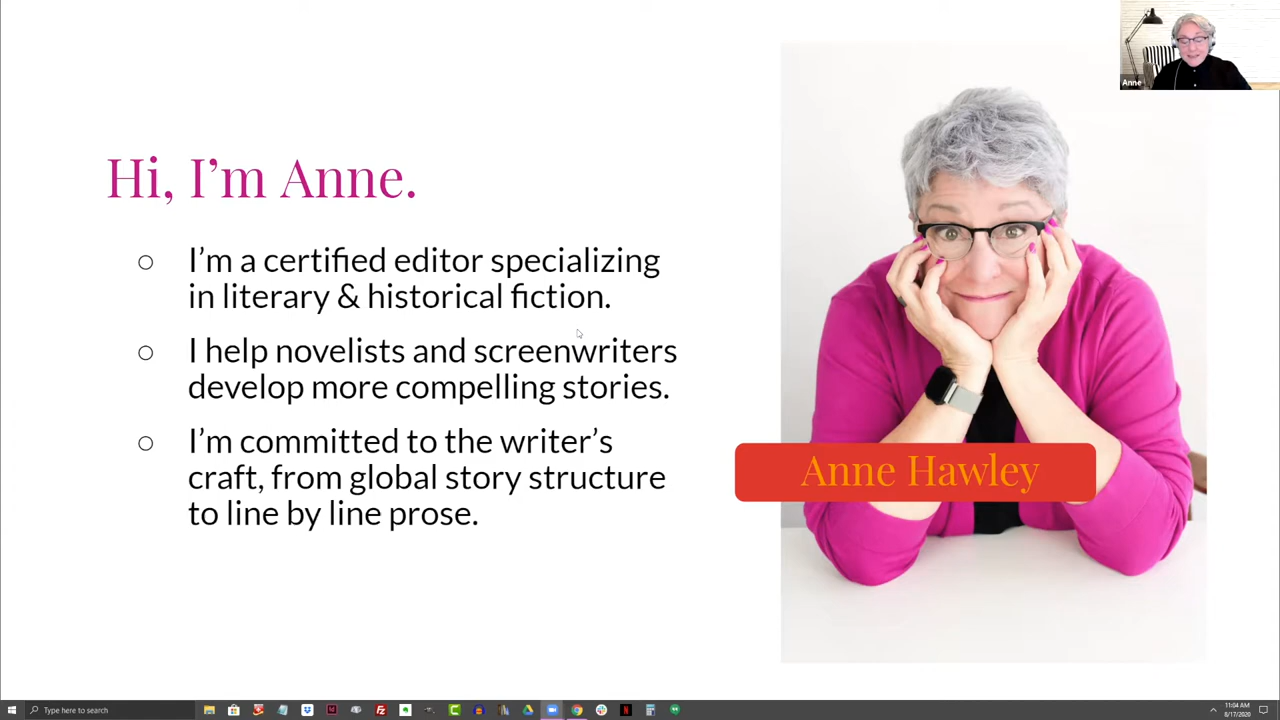 Anne
Hi, I’m Anne.
I’m a certified editor specializing
in literary & historical fiction.
I help novelists and screenwriters
develop more compelling stories.
I’m committed to the writer’s
craft, from global story structure
to line by line prose.
Anne Hawley
Type here to search
11:04 AM
8/17/2020